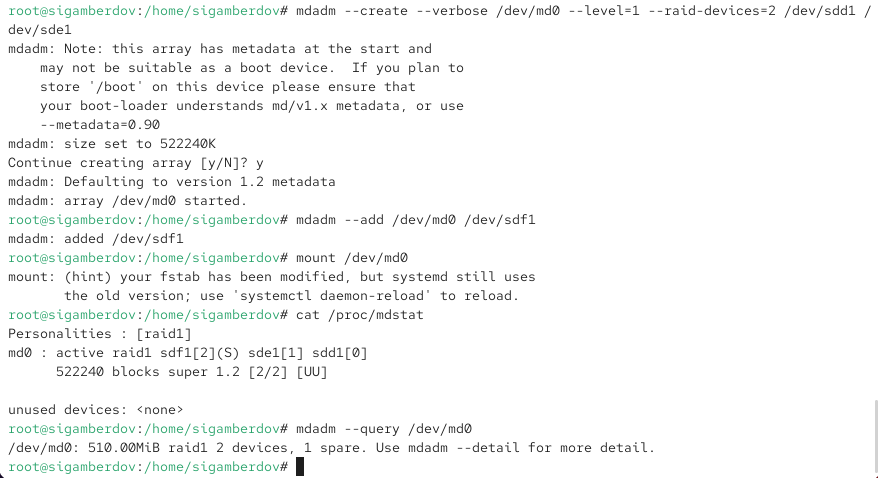 root@sigamberdov:/home/sigamberdov# mdadm --create --verbose /dev/md0 --level=1 --raid-devices=2 /dev/sdd1 /
dev/sde1
mdadm: Note: this array has metadata at the start and
    may not be suitable as a boot device.  If you plan to
    store '/boot' on this device please ensure that
    your boot-loader understands md/v1.x metadata, or use
    --metadata=0.90
mdadm: size set to 522240K
Continue creating array [y/N]? y
mdadm: Defaulting to version 1.2 metadata
mdadm: array /dev/md0 started.
root@sigamberdov:/home/sigamberdov# mdadm --add /dev/md0 /dev/sdf1
mdadm: added /dev/sdf1
root@sigamberdov:/home/sigamberdov# mount /dev/md0
mount: (hint) your fstab has been modified, but systemd still uses
       the old version; use 'systemctl daemon-reload' to reload.
root@sigamberdov:/home/sigamberdov# cat /proc/mdstat
Personalities : [raid1]
md0 : active raid1 sdf1[2](S) sde1[1] sdd1[0]
      522240 blocks super 1.2 [2/2] [UU]

unused devices: <none>
root@sigamberdov:/home/sigamberdov# mdadm --query /dev/md0
/dev/md0: 510.00MiB raid1 2 devices, 1 spare. Use mdadm --detail for more detail.
root@sigamberdov:/home/sigamberdov#